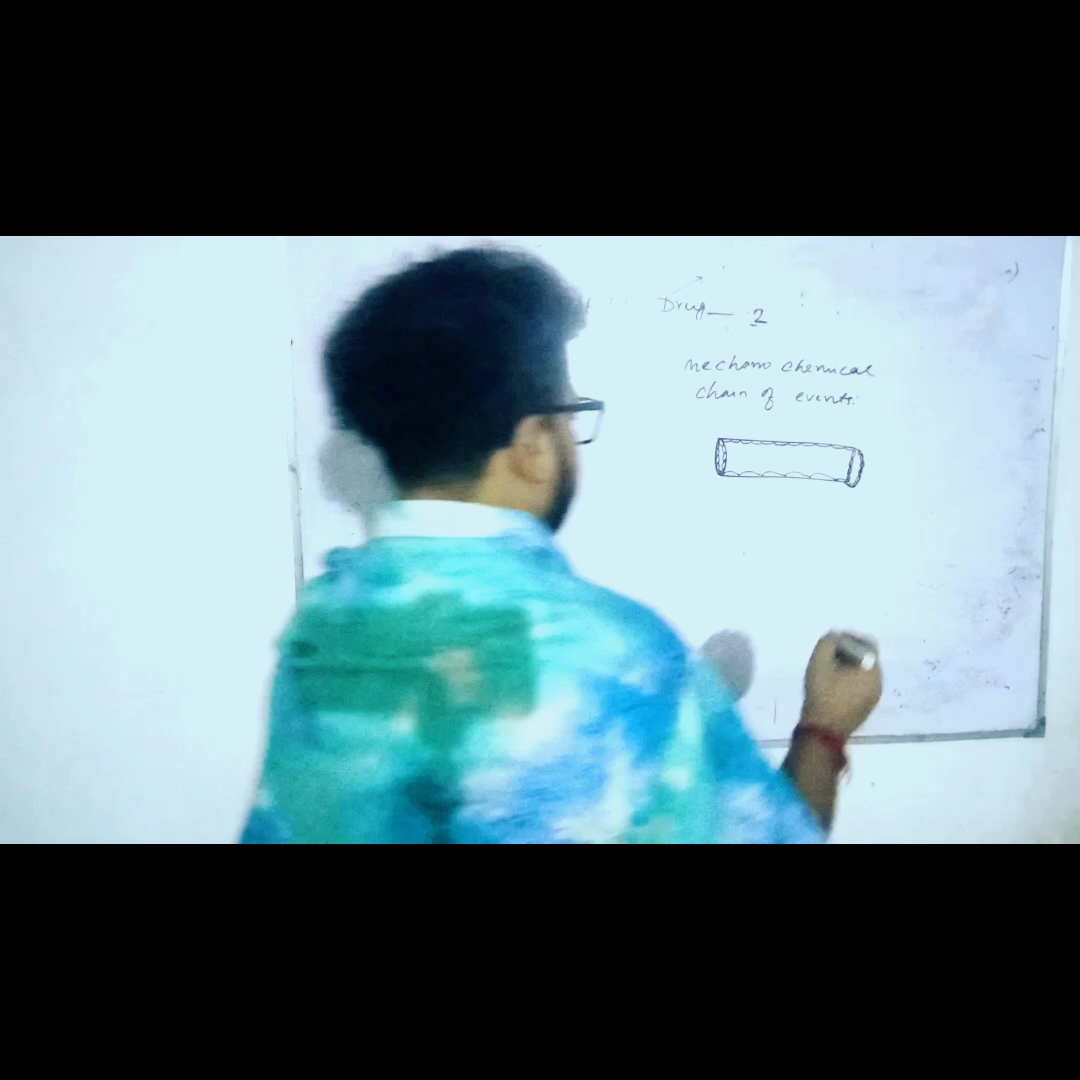 Drug— 2
mechano chemical
chain of events.